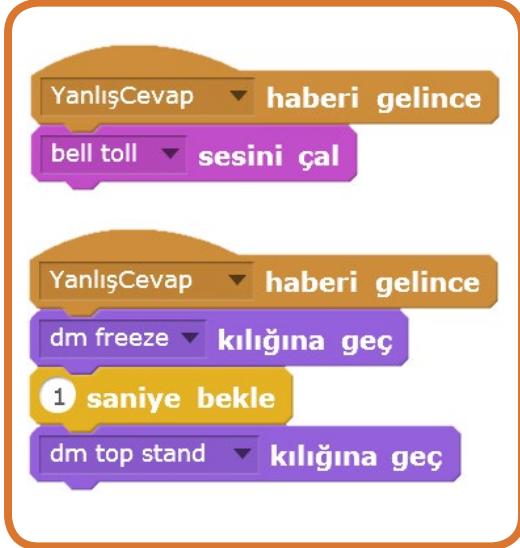 YanlışCevap haberi gelince
bell toll sesini çal
YanlışCevap haberi gelince
dm freeze kılığına geç
1 saniye bekle
dm top stand kılığına geç